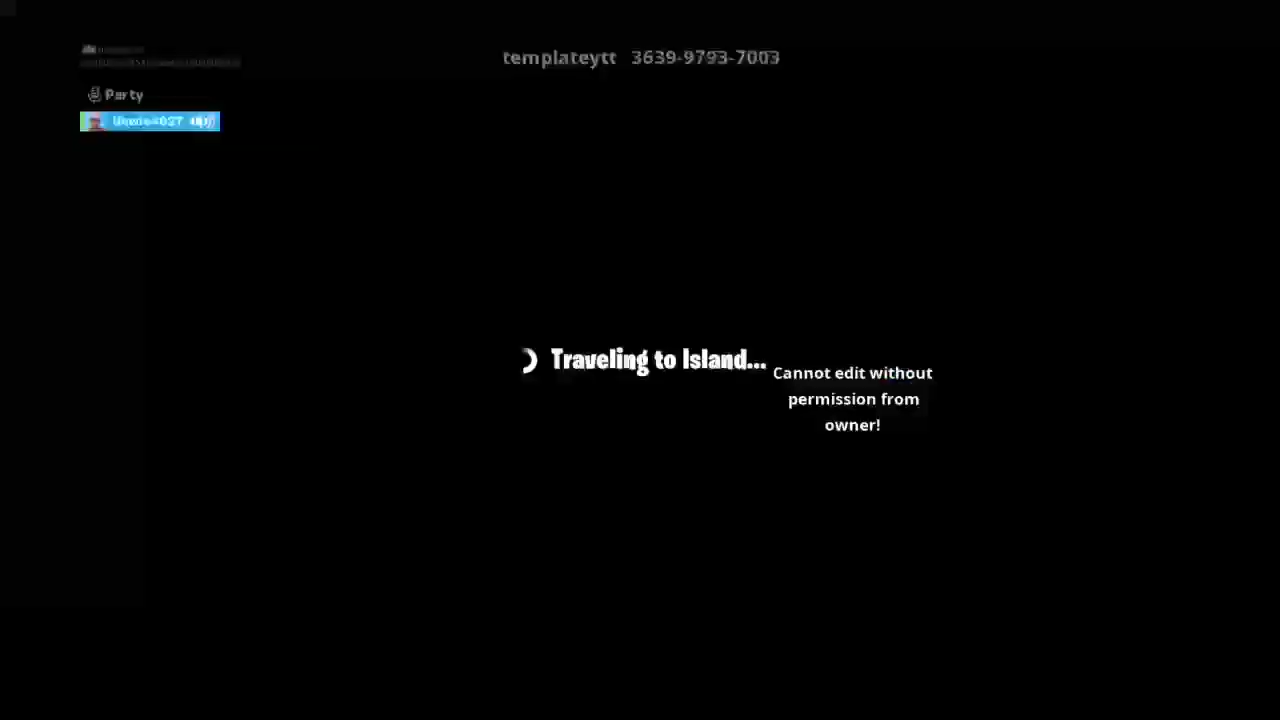 templateytt 3639-9793-7003
Party
Traveling to Island...
Cannot edit without
permission from
owner!